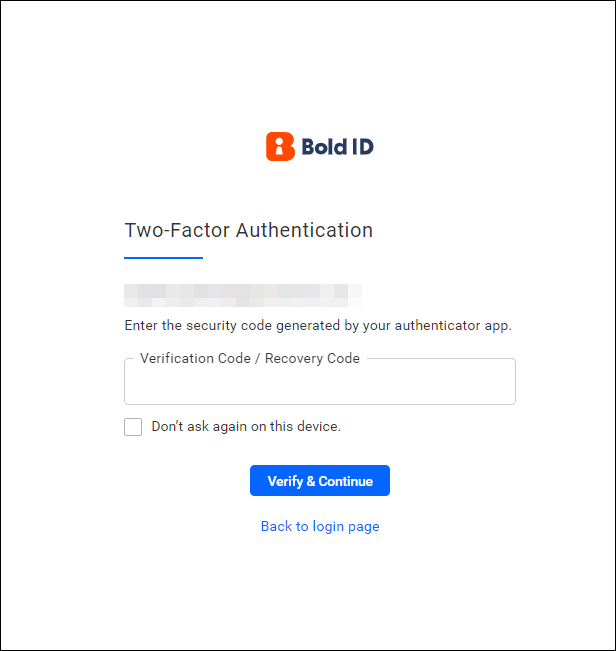 Bold ID
Two-Factor Authentication
Enter the security code generated by your authenticator app.
Verification Code / Recovery Code
Don't ask again on this device.
Verify & Continue
Back to login page